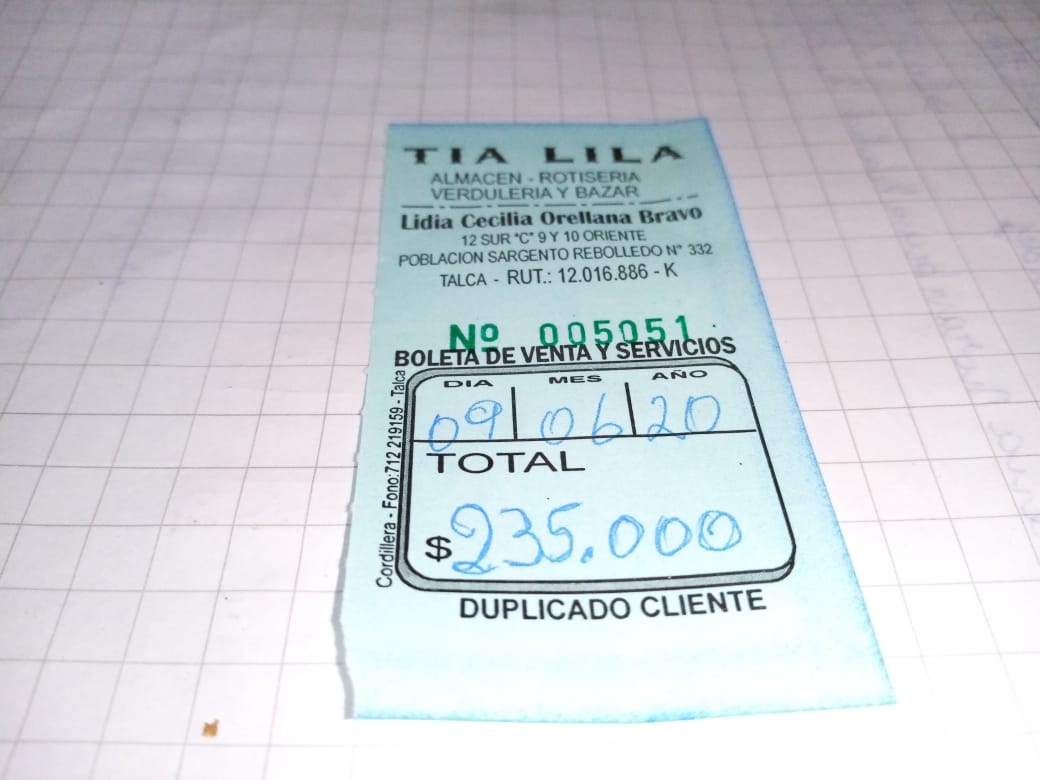 TIA LILA
ALMACEN - ROTISERIA
VERDULERIA Y BAZAR
Lidia Cecilia Orellana Bravo
12 SUR "C" 9 Y 10 ORIENTE
POBLACION SARGENTO REBOLLEDO N° 332
TALCA - RUT.: 12.016.886 - K
Nº 005051
BOLETA DE VENTA Y SERVICIOS
DIA MES AÑO
09 06 20
TOTAL
$ 235.000
DUPLICADO CLIENTE
Cordillera - Fono:712 219159 - Talca